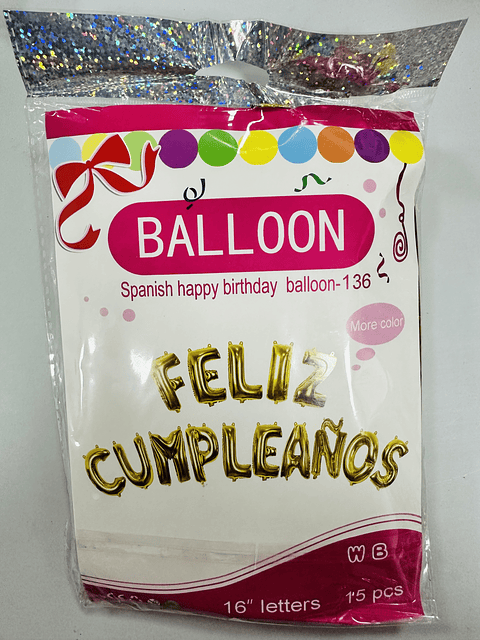 BALLOON
Spanish happy birthday balloon-136
More color
FELIZ
CUMPLEAÑOS
W B
16" letters 15 pcs